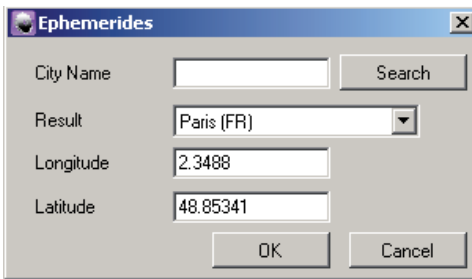 Ephemerides
City Name
Search
Result
Paris (FR)
Longitude
2.3488
Latitude
48.85341
OK
Cancel